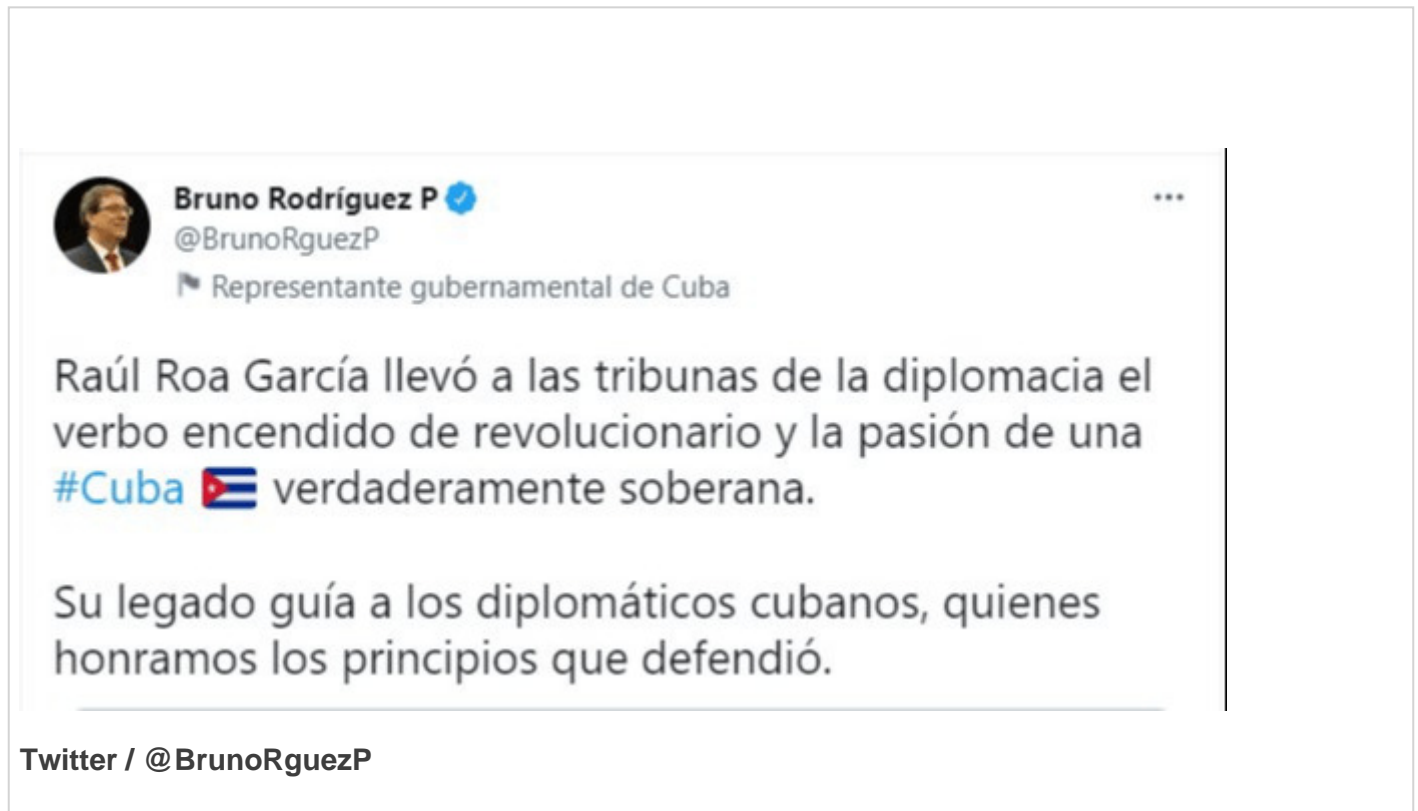 Bruno Rodríguez P
@BrunoRguezP
Representante gubernamental de Cuba
Raúl Roa García llevó a las tribunas de la diplomacia el
verbo encendido de revolucionario y la pasión de una
#Cuba 🇨🇺 verdaderamente soberana.
Su legado guía a los diplomáticos cubanos, quienes
honramos los principios que defendió.
Twitter / @BrunoRguezP